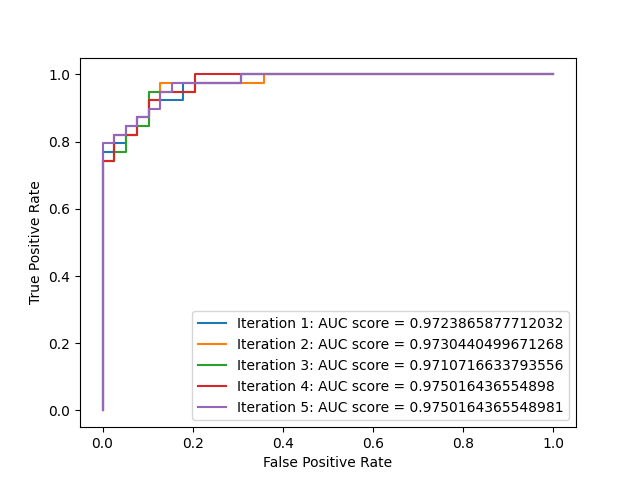 1.0
0.8
0.6
0.4
0.2
0.0
True Positive Rate
Iteration 1: AUC score = 0.9723865877712032
Iteration 2: AUC score = 0.9730440499671268
Iteration 3: AUC score = 0.9710716633793556
Iteration 4: AUC score = 0.975016436554898
Iteration 5: AUC score = 0.9750164365548981
0.0 0.2 0.4 0.6 0.8 1.0
False Positive Rate